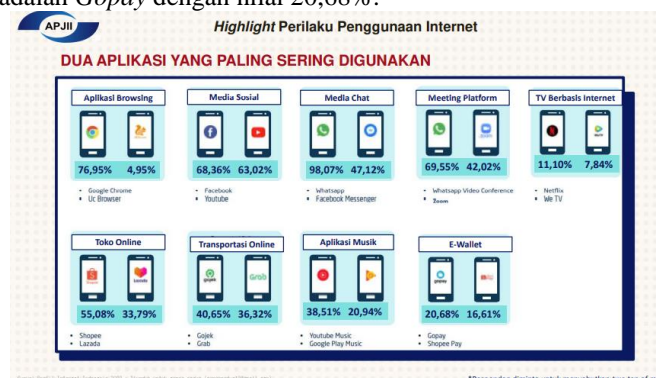 adalah Gopay dengan nilai 20,68%.
APJII
Highlight Perilaku Penggunaan Internet
DUA APLIKASI YANG PALING SERING DIGUNAKAN
Aplikasi Browsing
76,95% 4,95%
• Google Chrome
• Uc Browser
Media Sosial
68,36% 63,02%
• Facebook
• Youtube
Media Chat
98,07% 47,12%
• Whatsapp
• Facebook Messenger
Meeting Platform
69,55% 42,02%
• Whatsapp Video Conference
• Zoom
TV Berbasis Internet
11,10% 7,84%
• Netflix
• We TV
Toko Online
55,08% 33,79%
• Shopee
• Lazada
Transportasi Online
gojek
Grab
40,65% 36,32%
• Gojek
• Grab
Aplikasi Musik
38,51% 20,94%
• Youtube Music
• Google Play Music
E-Wallet
gopay
20,68% 16,61%
• Gopay
• Shopee Pay